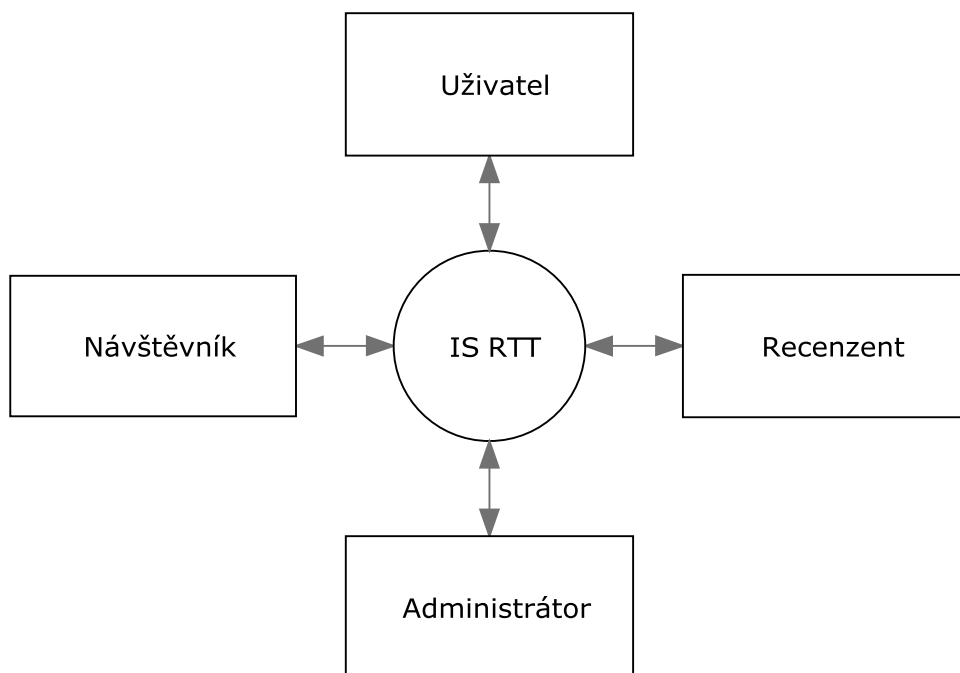 Uživatel
Návštěvník
IS RTT
Recenzent
Administrátor